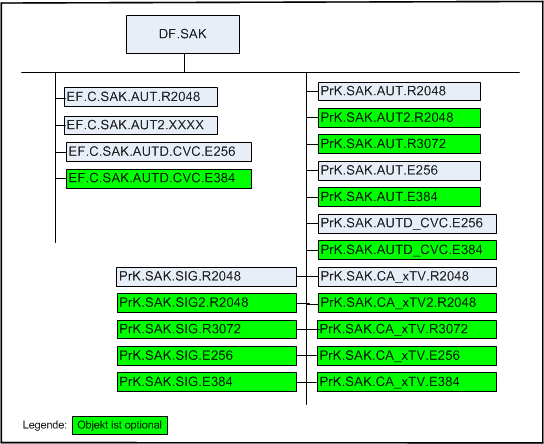 DF.SAK
EF.C.SAK.AUT.R2048
EF.C.SAK.AUT2.XXXX
EF.C.SAK.AUTD.CVC.E256
EF.C.SAK.AUTD.CVC.E384
PrK.SAK.AUT.R2048
PrK.SAK.AUT2.R2048
PrK.SAK.AUT.R3072
PrK.SAK.AUT.E256
PrK.SAK.AUT.E384
PrK.SAK.AUTD_CVC.E256
PrK.SAK.AUTD_CVC.E384
PrK.SAK.SIG.R2048
PrK.SAK.CA_xTV.R2048
PrK.SAK.SIG2.R2048
PrK.SAK.CA_xTV2.R2048
PrK.SAK.SIG.R3072
PrK.SAK.CA_xTV.R3072
PrK.SAK.SIG.E256
PrK.SAK.CA_xTV.E256
PrK.SAK.SIG.E384
PrK.SAK.CA_xTV.E384
Legende: Objekt ist optional